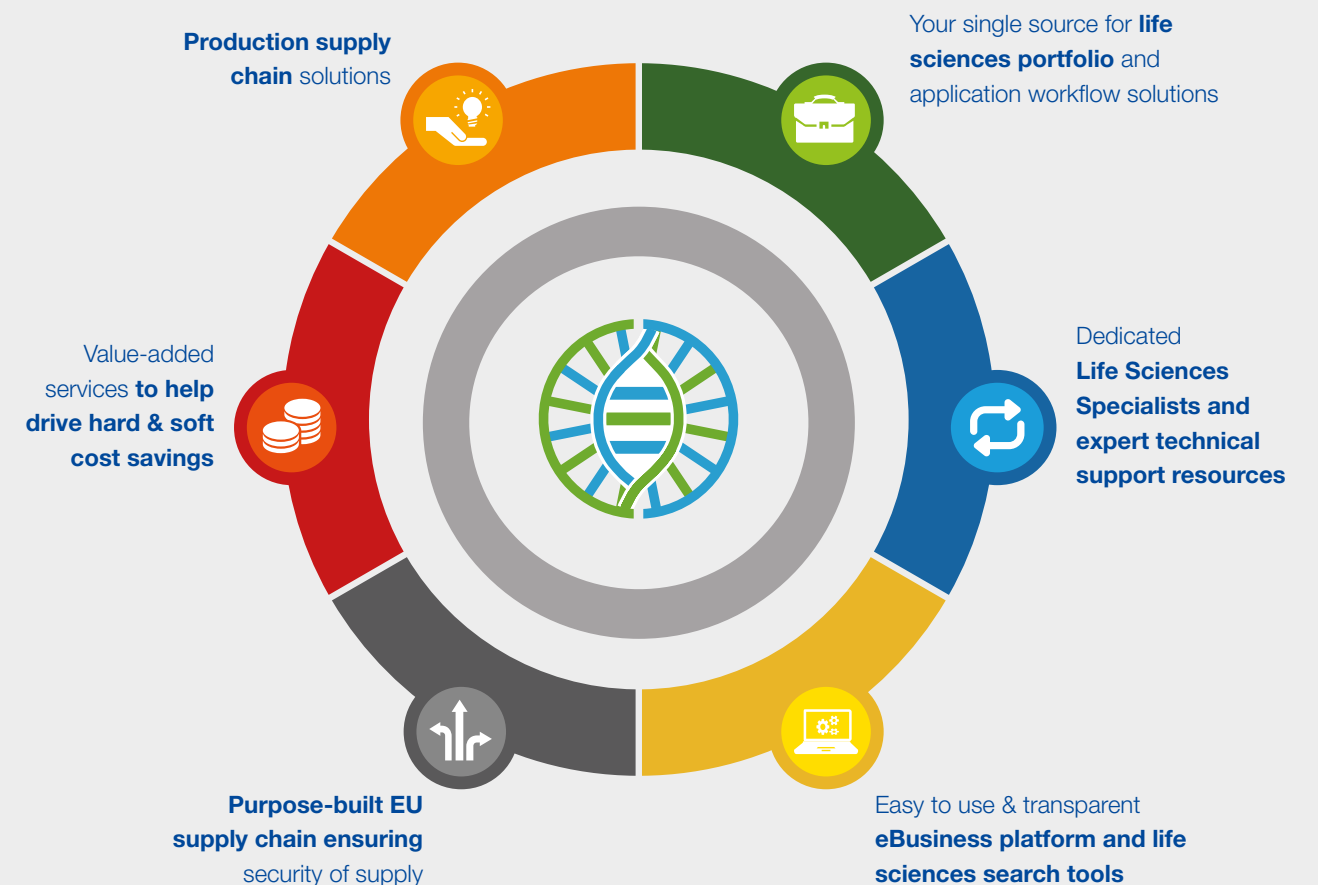 Production supply
chain solutions
Your single source for life
sciences portfolio and
application workflow solutions
Value-added
services to help
drive hard & soft
cost savings
Dedicated
Life Sciences
Specialists and
expert technical
support resources
Purpose-built EU
supply chain ensuring
security of supply
Easy to use & transparent
eBusiness platform and life
sciences search tools